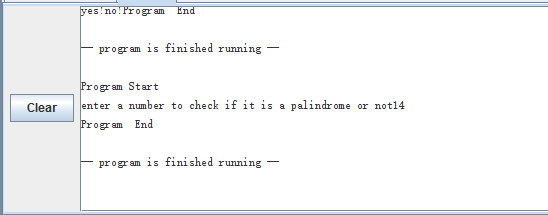 yes!no!Program  End
-- program is finished running --
Program Start
Clear
enter a number to check if it is a palindrome or not14
Program  End
-- program is finished running --